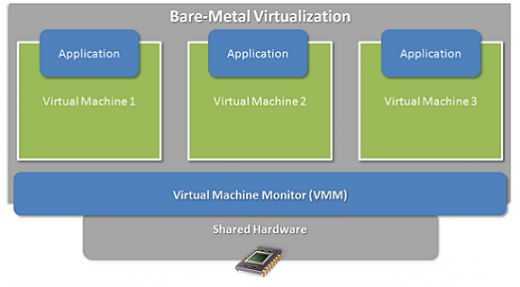 Bare-Metal Virtualization
Application
Application
Application
Virtual Machine 1
Virtual Machine 2
Virtual Machine 3
Virtual Machine Monitor (VMM)
Shared Hardware